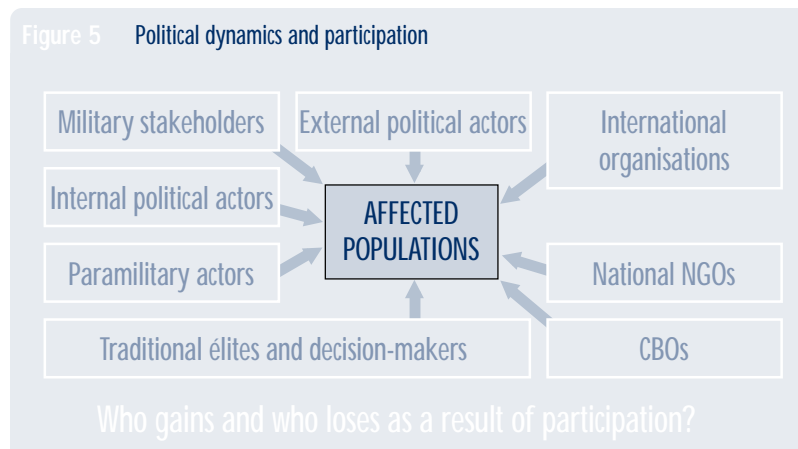 Figure 5 Political dynamics and participation
Military stakeholders
External political actors
International
organisations
Internal political actors
AFFECTED
POPULATIONS
Paramilitary actors
National NGOs
Traditional élites and decision-makers
CBOs
Who gains and who loses as a result of participation?